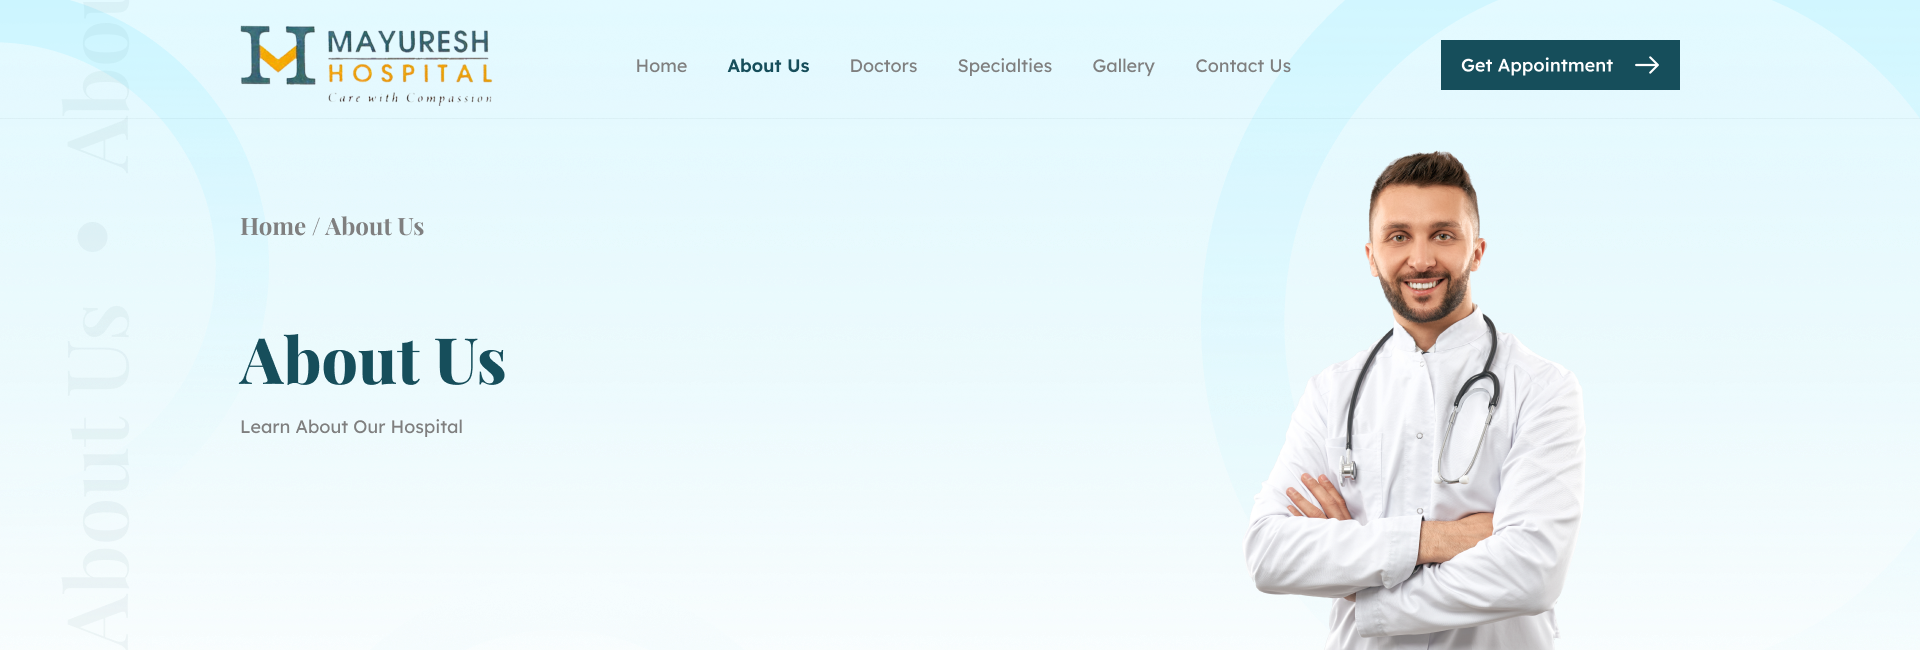 MAYURESH
HOSPITAL
Care with Compassion
Home
About Us
Doctors
Specialties
Gallery
Contact Us
Get Appointment
Home / About Us
About Us
Learn About Our Hospital
About Us • Abou